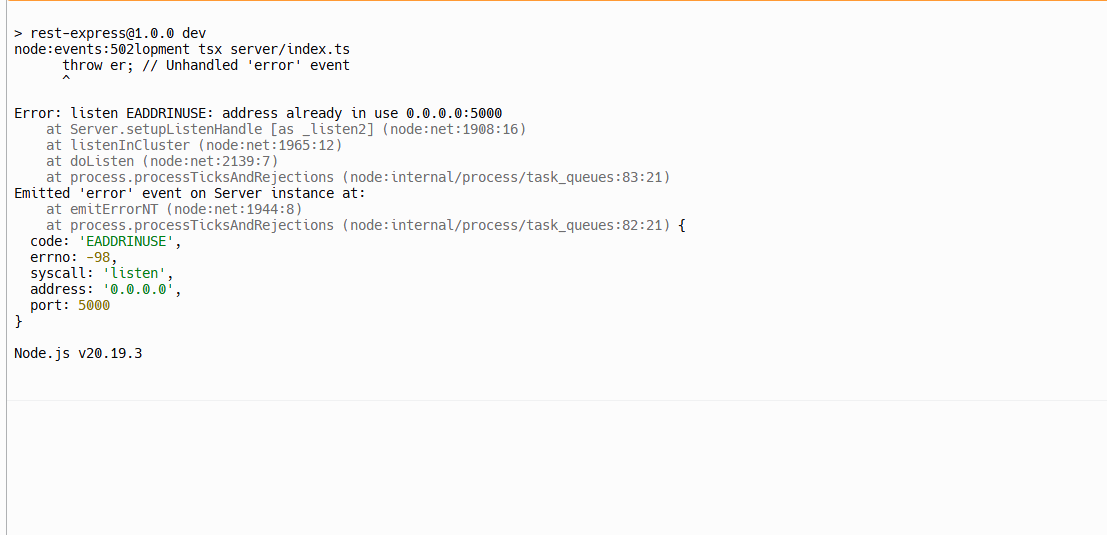 > rest-express@1.0.0 dev
node:events:502lopment tsx server/index.ts
      throw er; // Unhandled 'error' event
      ^

Error: listen EADDRINUSE: address already in use 0.0.0.0:5000
    at Server.setupListenHandle [as _listen2] (node:net:1908:16)
    at listenInCluster (node:net:1965:12)
    at doListen (node:net:2139:7)
    at process.processTicksAndRejections (node:internal/process/task_queues:83:21)
Emitted 'error' event on Server instance at:
    at emitErrorNT (node:net:1944:8)
    at process.processTicksAndRejections (node:internal/process/task_queues:82:21) {
  code: 'EADDRINUSE',
  errno: -98,
  syscall: 'listen',
  address: '0.0.0.0',
  port: 5000
}

Node.js v20.19.3